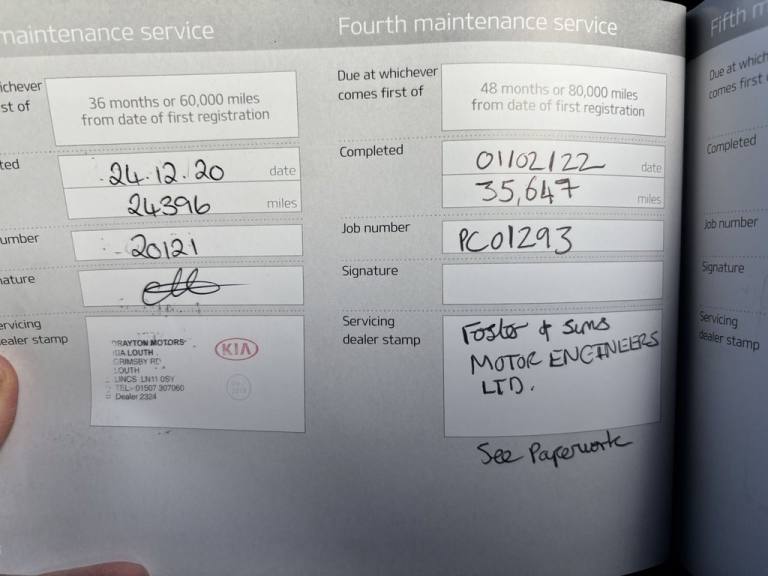 maintenance service
ichever
st of
36 months or 60,000 miles
from date of first registration
ted
24.12.20 date
24396 miles
umber
20121
nature
ervicing
ealer stamp
DRAYTON MOTORS
KIA LOUTH
GRIMSBY RD
LOUTH
LINCS LN11 0SY
TEL: 01507 307060
Dealer 2324
KIA
Fourth maintenance service
Due at whichever
comes first of
48 months or 80,000 miles
from date of first registration
Completed
01102122 date
35,647 miles
Job number
PC01293
Signature
Servicing
dealer stamp
Foster & Sims
MOTOR ENGINEERS
LTD.
See Paperwork
Fifth m
Due at which
comes first
Completed
Job number
Signature
Servicing
dealer stamp